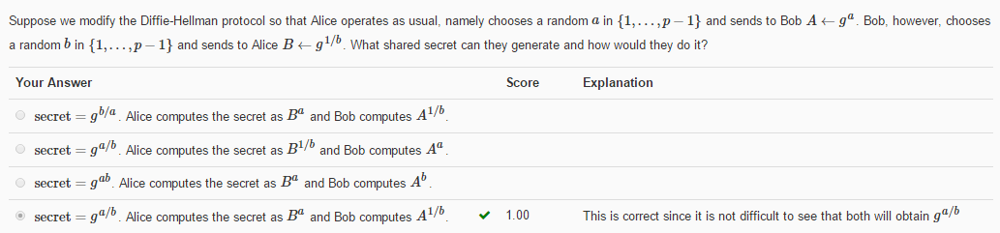 Suppose we modify the Diffie-Hellman protocol so that Alice operates as usual, namely chooses a random a in {1,...,p − 1} and sends to Bob A ← g^a. Bob, however, chooses
a random b in {1,...,p − 1} and sends to Alice B ← g^{1/b}. What shared secret can they generate and how would they do it?
Your Answer Score Explanation
secret = g^{b/a}. Alice computes the secret as B^a and Bob computes A^{1/b}.
secret = g^{a/b}. Alice computes the secret as B^{1/b} and Bob computes A^a.
secret = g^{ab}. Alice computes the secret as B^a and Bob computes A^b.
secret = g^{a/b}. Alice computes the secret as B^a and Bob computes A^{1/b}. ✔ 1.00 This is correct since it is not difficult to see that both will obtain g^{a/b}